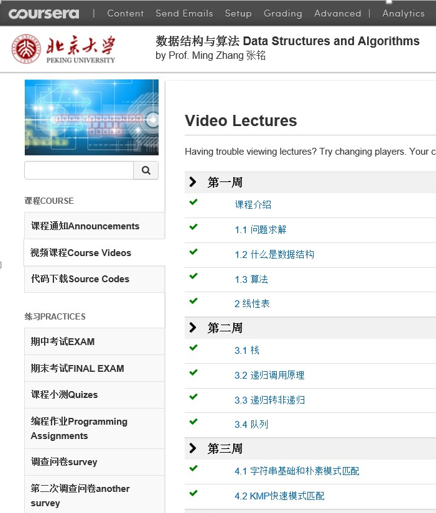 coursera | Content Send Emails Setup Grading Advanced | Analytics
北京大学
PEKING UNIVERSITY
数据结构与算法 Data Structures and Algorithms
by Prof. Ming Zhang 张铭
课程COURSE
课程通知Announcements
视频课程Course Videos
代码下载Source Codes
练习PRACTICES
期中考试EXAM
期末考试FINAL EXAM
课程小测Quizes
编程作业Programming
Assignments
调查问卷survey
第二次调查问卷another
survey
Video Lectures
Having trouble viewing lectures? Try changing players. Your c
第一周
课程介绍
1.1 问题求解
1.2 什么是数据结构
1.3 算法
2 线性表
第二周
3.1 栈
3.2 递归调用原理
3.3 递归转非递归
3.4 队列
第三周
4.1 字符串基础和朴素模式匹配
4.2 KMP快速模式匹配